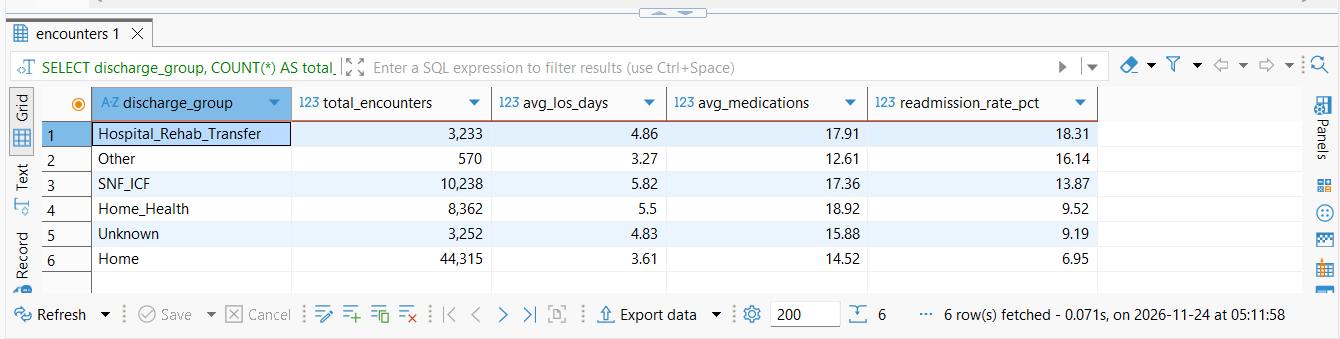 encounters 1
SELECT discharge_group, COUNT(*) AS total_ Enter a SQL expression to filter results (use Ctrl+Space)
Grid
Text
Record
Panels
A-Z discharge_group 123 total_encounters 123 avg_los_days 123 avg_medications 123 readmission_rate_pct
1 Hospital_Rehab_Transfer 3,233 4.86 17.91 18.31
2 Other 570 3.27 12.61 16.14
3 SNF_ICF 10,238 5.82 17.36 13.87
4 Home_Health 8,362 5.5 18.92 9.52
5 Unknown 3,252 4.83 15.88 9.19
6 Home 44,315 3.61 14.52 6.95
Refresh Save Cancel Export data 200 6 ... 6 row(s) fetched - 0.071s, on 2026-11-24 at 05:11:58